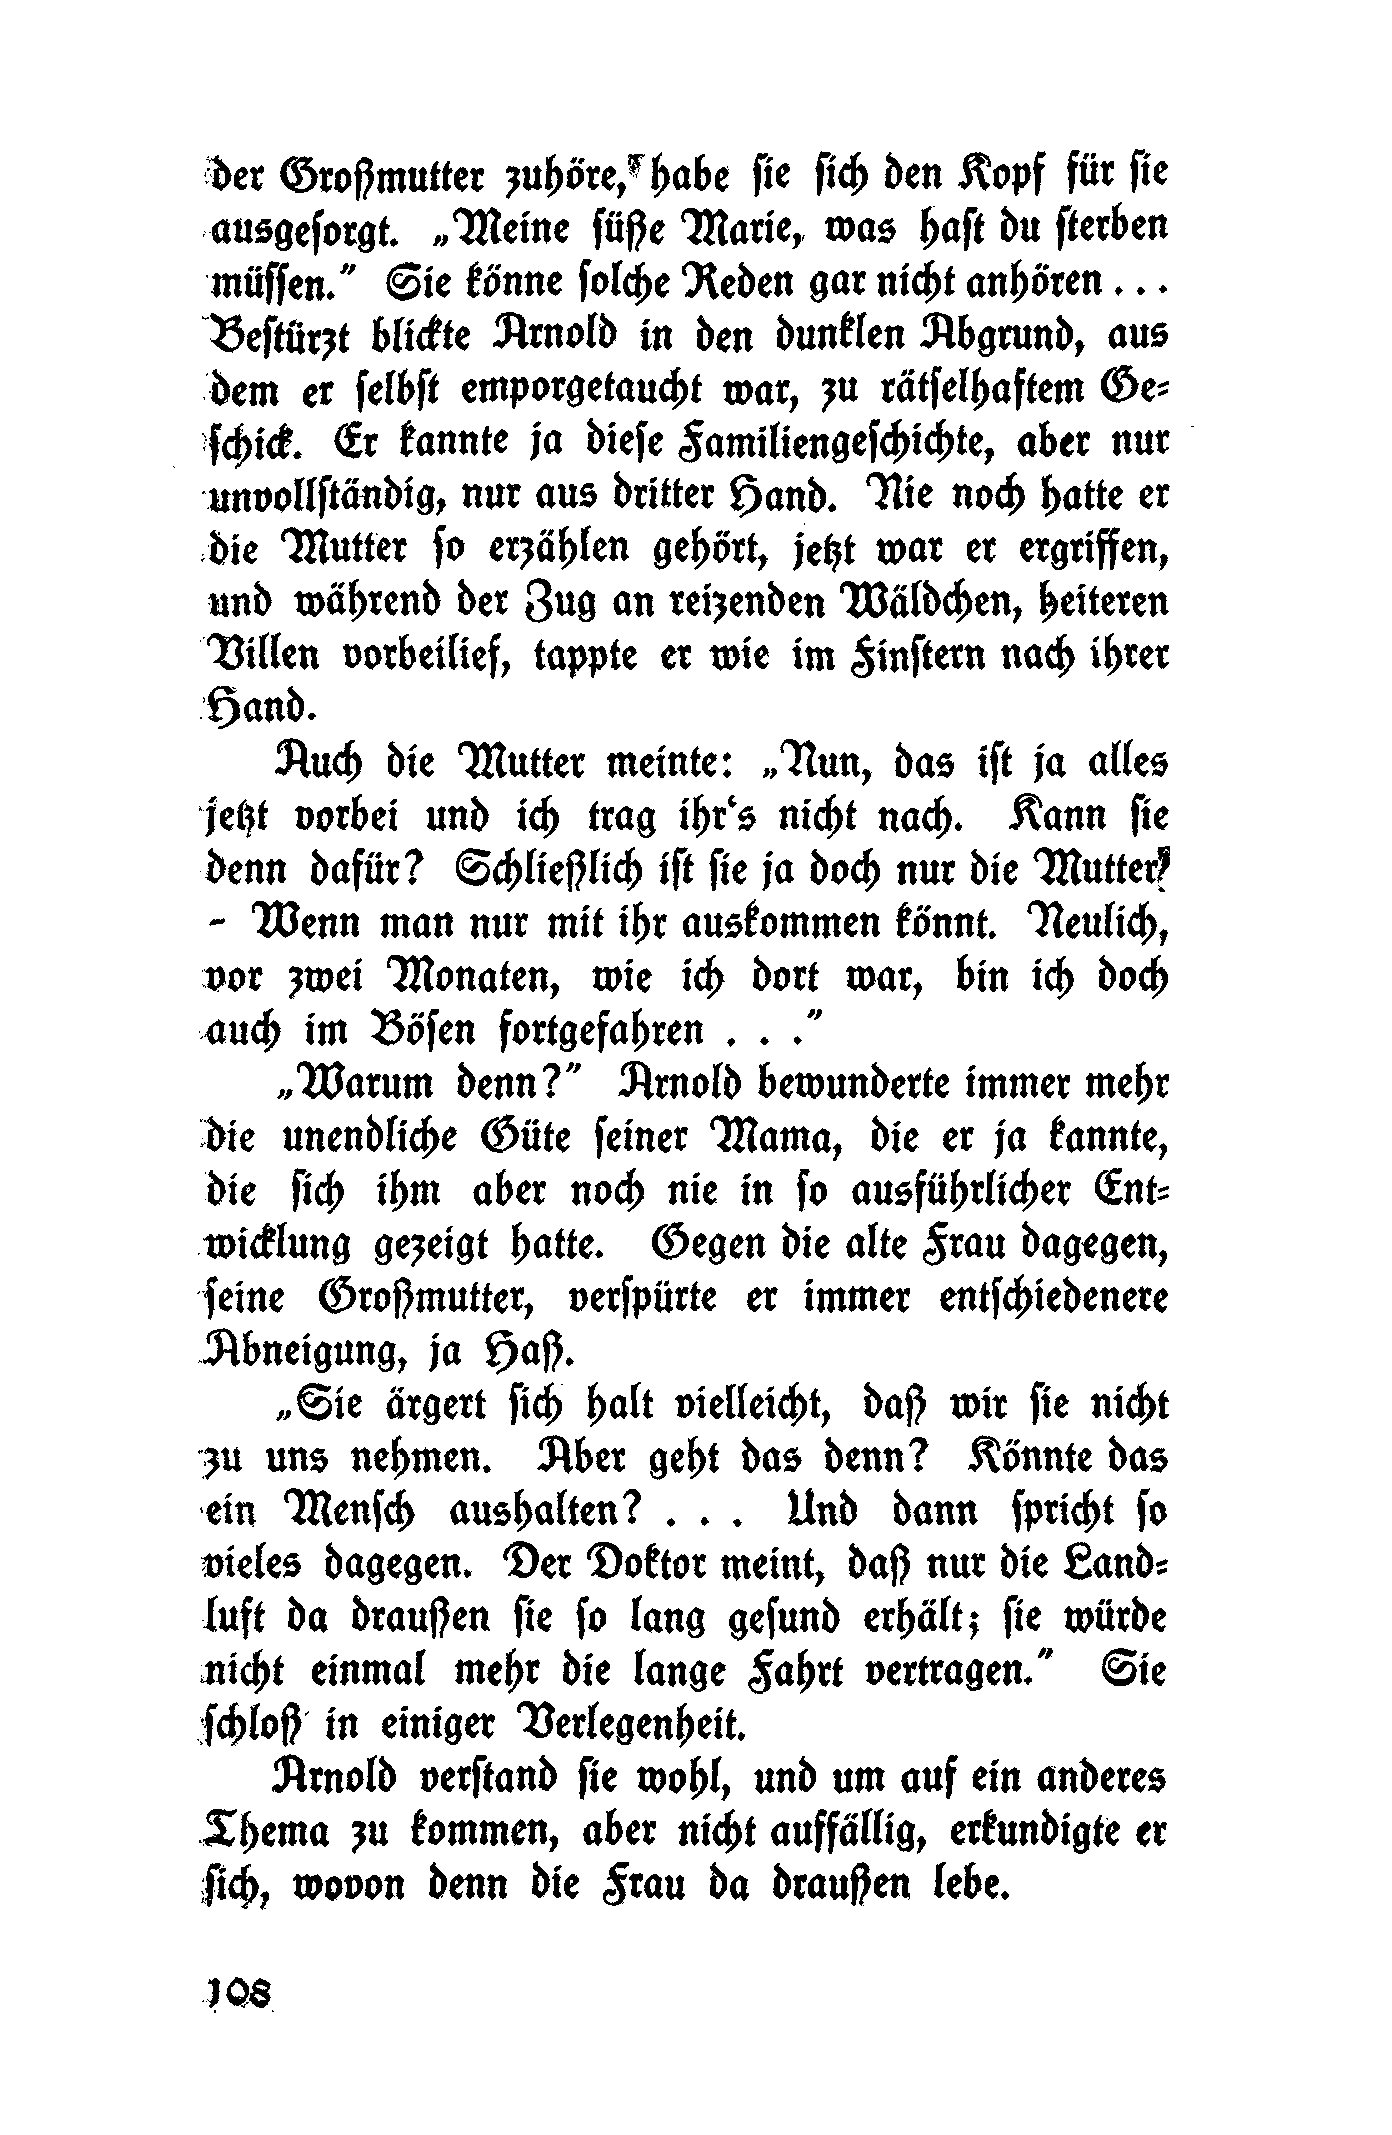 der Großmutter zuhöre, habe sie sich den Kopf für sie
ausgesorgt. „Meine süße Marie, was hast du sterben
müssen.” Sie könne solche Reden gar nicht anhören . . .
Bestürzt blickte Arnold in den dunklen Abgrund, aus
dem er selbst emporgetaucht war, zu rätselhaftem Ge-
schick. Er kannte ja diese Familiengeschichte, aber nur
unvollständig, nur aus dritter Hand. Nie noch hatte er
die Mutter so erzählen gehört, jetzt war er ergriffen,
und während der Zug an reizenden Wäldchen, heiteren
Villen vorbeilief, tappte er wie im Finstern nach ihrer
Hand.
Auch die Mutter meinte: „Nun, das ist ja alles
jetzt vorbei und ich trag ihr‘s nicht nach. Kann sie
denn dafür? Schließlich ist sie ja doch nur die Mutter?
- Wenn man nur mit ihr auskommen könnt. Neulich,
vor zwei Monaten, wie ich dort war, bin ich doch
auch im Bösen fortgefahren . . .”
„Warum denn?” Arnold bewunderte immer mehr
die unendliche Güte seiner Mama, die er ja kannte,
die sich ihm aber noch nie in so ausführlicher Ent-
wicklung gezeigt hatte. Gegen die alte Frau dagegen,
seine Großmutter, verspürte er immer entschiedenere
Abneigung, ja Haß.
„Sie ärgert sich halt vielleicht, daß wir sie nicht
zu uns nehmen. Aber geht das denn? Könnte das
ein Mensch aushalten? . . . Und dann spricht so
vieles dagegen. Der Doktor meint, daß nur die Land-
luft da draußen sie so lang gesund erhält; sie würde
nicht einmal mehr die lange Fahrt vertragen.” Sie
schloß in einiger Verlegenheit.
Arnold verstand sie wohl, und um auf ein anderes
Thema zu kommen, aber nicht auffällig, erkundigte er
sich, wovon denn die Frau da draußen lebe.
108